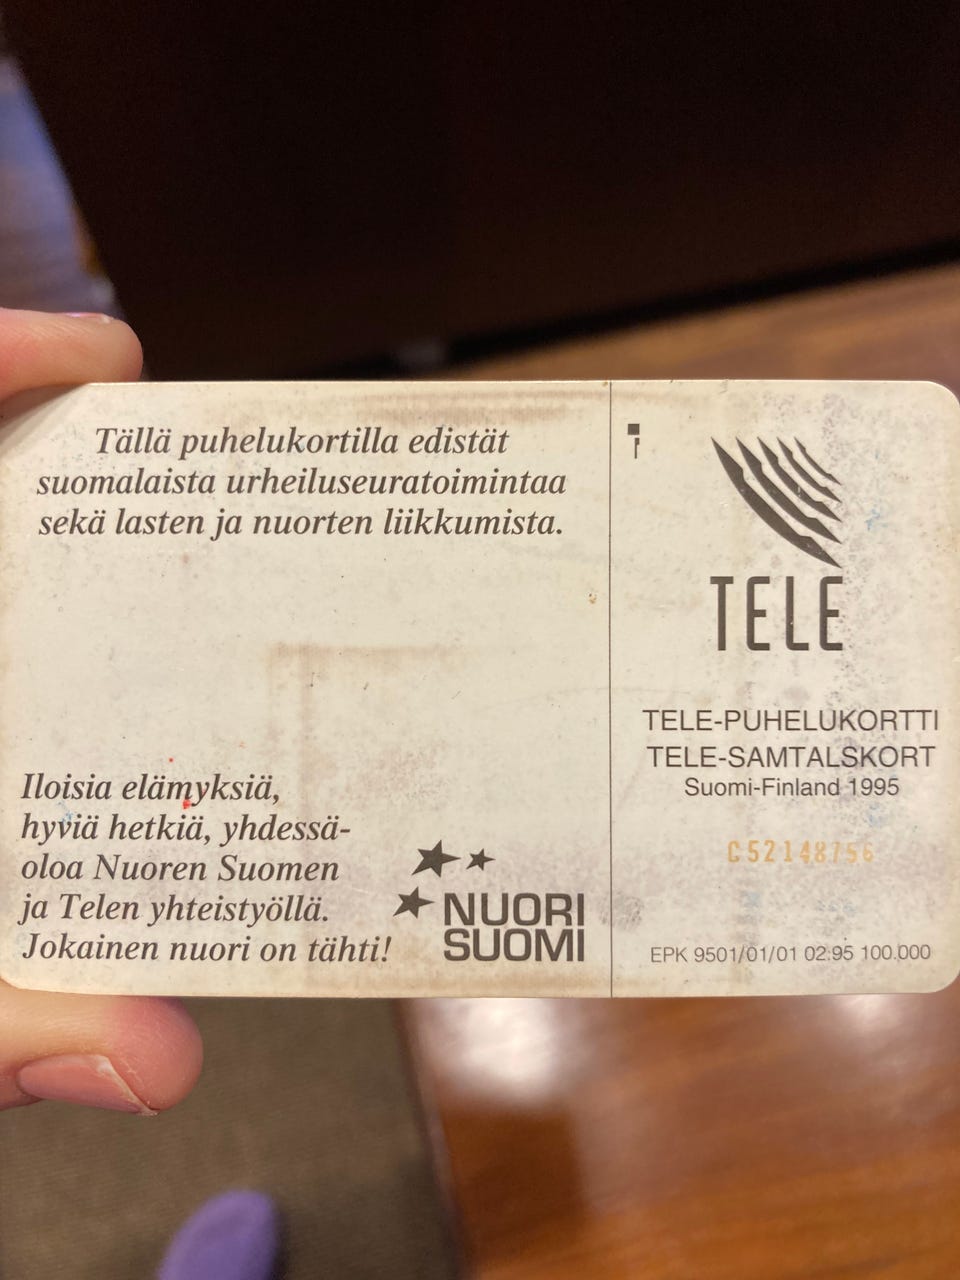 Tällä puhelukortilla edistät
suomalaista urheiluseuratoimintaa
sekä lasten ja nuorten liikkumista.
Iloisia elämyksiä,
hyviä hetkiä, yhdessä-
oloa Nuoren Suomen
ja Telen yhteistyöllä.
Jokainen nuori on tähti!
NUORI
SUOMI
TELE
TELE-PUHELUKORTTI
TELE-SAMTALSKORT
Suomi-Finland 1995
C52148756
EPK 9501/01/01 02:95 100.000